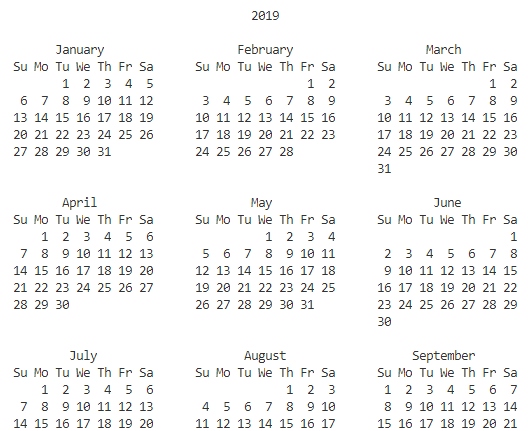 2019
January February March
Su Mo Tu We Th Fr Sa Su Mo Tu We Th Fr Sa Su Mo Tu We Th Fr Sa
1 2 3 4 5 1 2 1 2
6 7 8 9 10 11 12 3 4 5 6 7 8 9 3 4 5 6 7 8 9
13 14 15 16 17 18 19 10 11 12 13 14 15 16 10 11 12 13 14 15 16
20 21 22 23 24 25 26 17 18 19 20 21 22 23 17 18 19 20 21 22 23
27 28 29 30 31 24 25 26 27 28 24 25 26 27 28 29 30
31
April May June
Su Mo Tu We Th Fr Sa Su Mo Tu We Th Fr Sa Su Mo Tu We Th Fr Sa
1 2 3 4 5 6 1 2 3 4 1
7 8 9 10 11 12 13 5 6 7 8 9 10 11 2 3 4 5 6 7 8
14 15 16 17 18 19 20 12 13 14 15 16 17 18 9 10 11 12 13 14 15
21 22 23 24 25 26 27 19 20 21 22 23 24 25 16 17 18 19 20 21 22
28 29 30 26 27 28 29 30 31 23 24 25 26 27 28 29
30
July August September
Su Mo Tu We Th Fr Sa Su Mo Tu We Th Fr Sa Su Mo Tu We Th Fr Sa
1 2 3 4 5 6 1 2 3 1 2 3 4 5 6 7
7 8 9 10 11 12 13 4 5 6 7 8 9 10 8 9 10 11 12 13 14
14 15 16 17 18 19 20 11 12 13 14 15 16 17 15 16 17 18 19 20 21